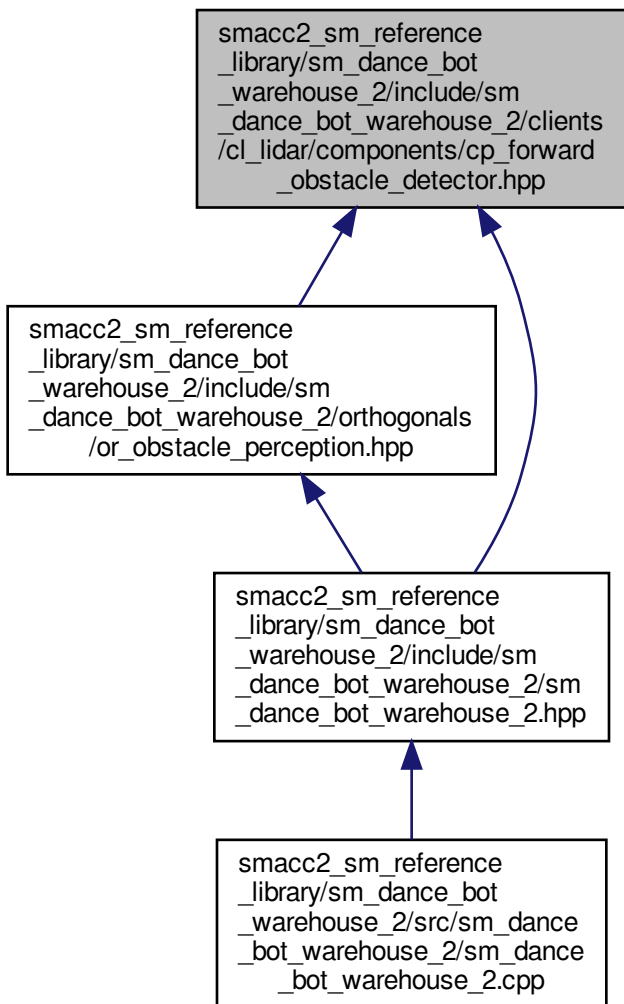 smacc2_sm_reference
_library/sm_dance_bot
_warehouse_2/include/sm
_dance_bot_warehouse_2/clients
/cl_lidar/components/cp_forward
_obstacle_detector.hpp
smacc2_sm_reference
_library/sm_dance_bot
_warehouse_2/include/sm
_dance_bot_warehouse_2/orthogonals
/or_obstacle_perception.hpp
smacc2_sm_reference
_library/sm_dance_bot
_warehouse_2/include/sm
_dance_bot_warehouse_2/sm
_dance_bot_warehouse_2.hpp
smacc2_sm_reference
_library/sm_dance_bot
_warehouse_2/src/sm_dance
_bot_warehouse_2/sm_dance
_bot_warehouse_2.cpp